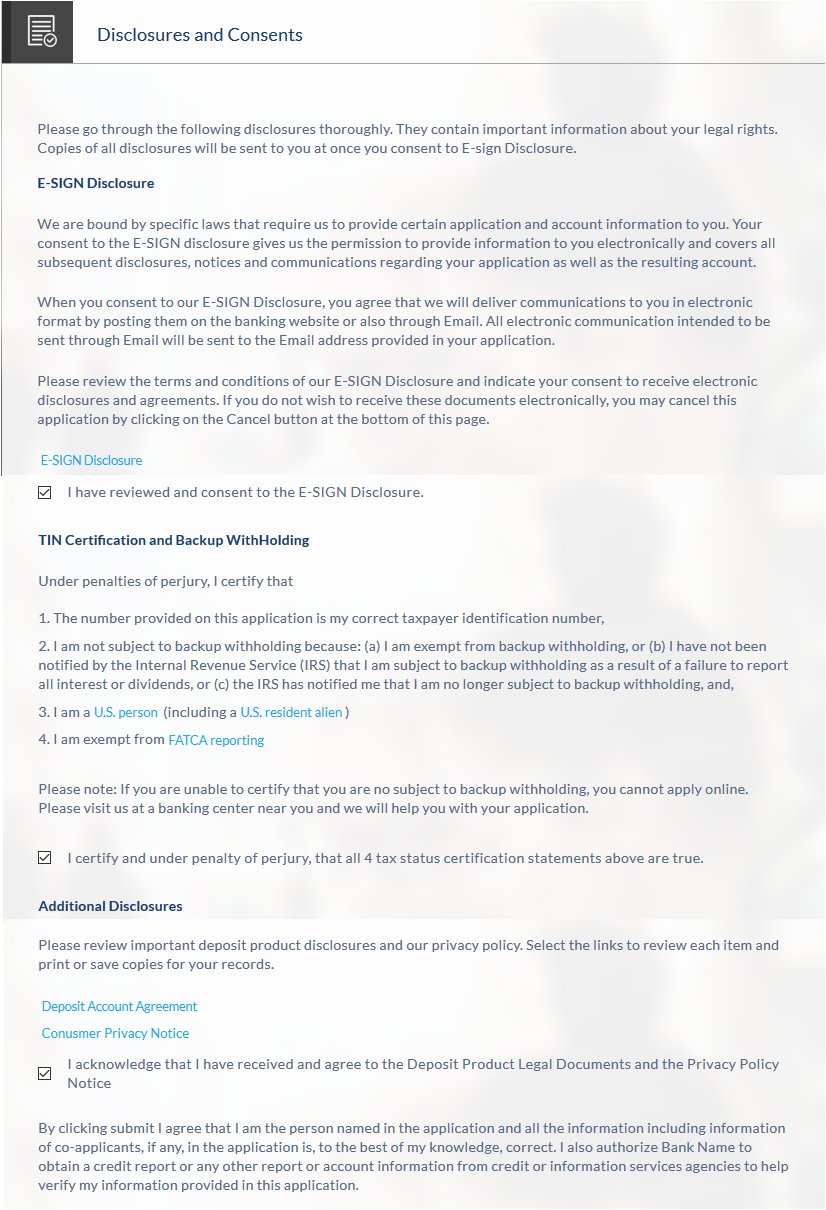 Disclosures and Consents
Please go through the following disclosures thoroughly. They contain important information about your legal rights.
Copies of all disclosures will be sent to you at once you consent to E-sign Disclosure.
E-SIGN Disclosure
We are bound by specific laws that require us to provide certain application and account information to you. Your
consent to the E-SIGN disclosure gives us the permission to provide information to you electronically and covers all
subsequent disclosures, notices and communications regarding your application as well as the resulting account.
When you consent to our E-SIGN Disclosure, you agree that we will deliver communications to you in electronic
format by posting them on the banking website or also through Email. All electronic communication intended to be
sent through Email will be sent to the Email address provided in your application.
Please review the terms and conditions of our E-SIGN Disclosure and indicate your consent to receive electronic
disclosures and agreements. If you do not wish to receive these documents electronically, you may cancel this
application by clicking on the Cancel button at the bottom of this page.
E-SIGN Disclosure
I have reviewed and consent to the E-SIGN Disclosure.
TIN Certification and Backup WithHolding
Under penalties of perjury, I certify that
1. The number provided on this application is my correct taxpayer identification number,
2. I am not subject to backup withholding because: (a) I am exempt from backup withholding, or (b) I have not been
notified by the Internal Revenue Service (IRS) that I am subject to backup withholding as a result of a failure to report
all interest or dividends, or (c) the IRS has notified me that I am no longer subject to backup withholding, and,
3. I am a U.S. person (including a U.S. resident alien )
4. I am exempt from FATCA reporting
Please note: If you are unable to certify that you are no subject to backup withholding, you cannot apply online.
Please visit us at a banking center near you and we will help you with your application.
I certify and under penalty of perjury, that all 4 tax status certification statements above are true.
Additional Disclosures
Please review important deposit product disclosures and our privacy policy. Select the links to review each item and
print or save copies for your records.
Deposit Account Agreement
Conusmer Privacy Notice
I acknowledge that I have received and agree to the Deposit Product Legal Documents and the Privacy Policy
Notice
By clicking submit I agree that I am the person named in the application and all the information including information
of co-applicants, if any, in the application is, to the best of my knowledge, correct. I also authorize Bank Name to
obtain a credit report or any other report or account information from credit or information services agencies to help
verify my information provided in this application.